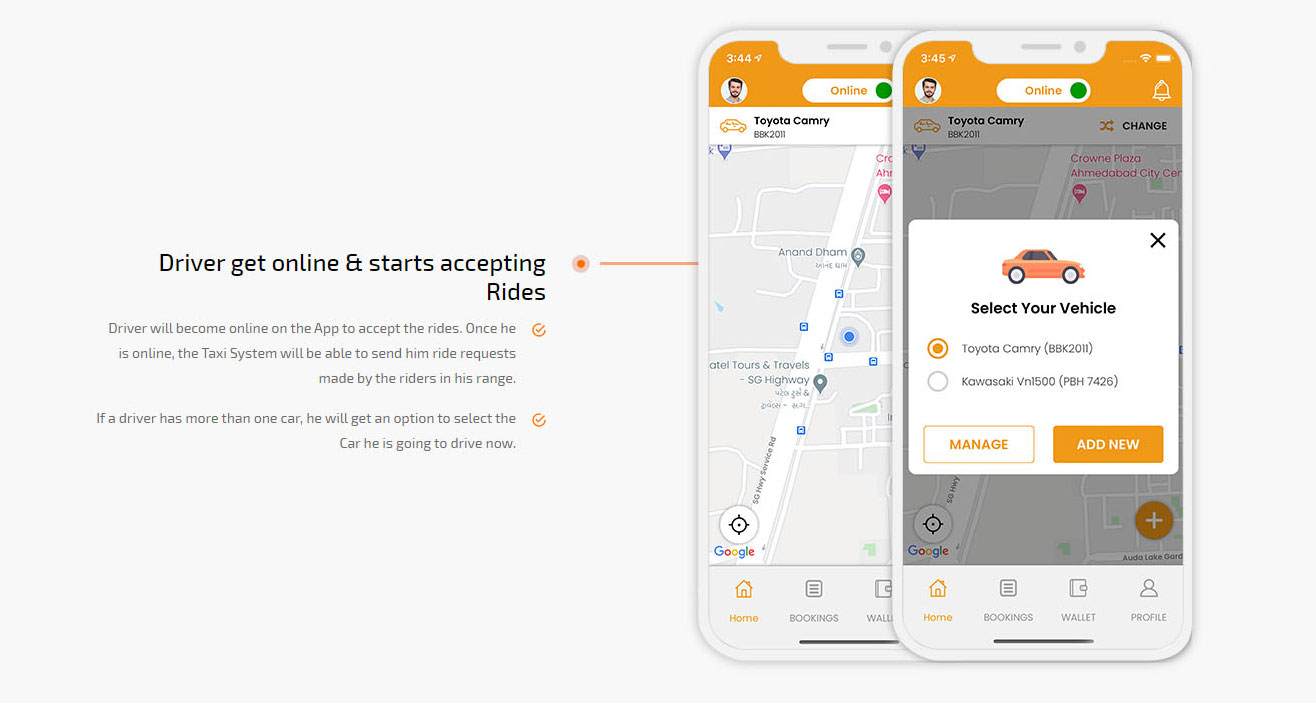 Driver get online & starts accepting
Rides
Driver will become online on the App to accept the rides. Once he
is online, the Taxi System will be able to send him ride requests
made by the riders in his range.
If a driver has more than one car, he will get an option to select the
Car he is going to drive now.
3:44
Online
Toyota Camry
BBK2011
k
Cro
Ahr
Anand Dham
આનંદ ધામ
atel Tours & Travels
- SG Highway
પટેલ ટુર્સ &
ટ્રાવેલ્સ - સ.ગ...
SG Hwy Service Rd
In
Google
Home
BOOKINGS
WALL
3:45
Online
Toyota Camry
BBK2011
CHANGE
k
Crowne Plaza
Ahmedabad City Cen
Select Your Vehicle
Toyota Camry (BBK2011)
Kawasaki Vn1500 (PBH 7426)
MANAGE
ADD NEW
SG Hwy
Auda Lake Gard
Google
Home
BOOKINGS
WALLET
PROFILE